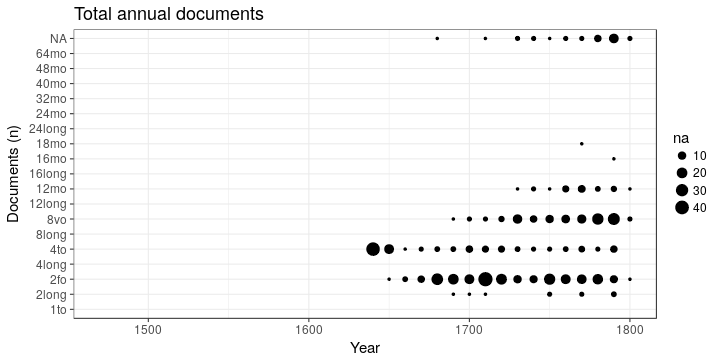 Total annual documents
Documents (n)
NA
64mo
48mo
40mo
32mo
24mo
24long
18mo
16mo
16long
12mo
12long
8vo
8long
4to
4long
2fo
2long
1to
1500
1600
1700
1800
Year
na
10
20
30
40